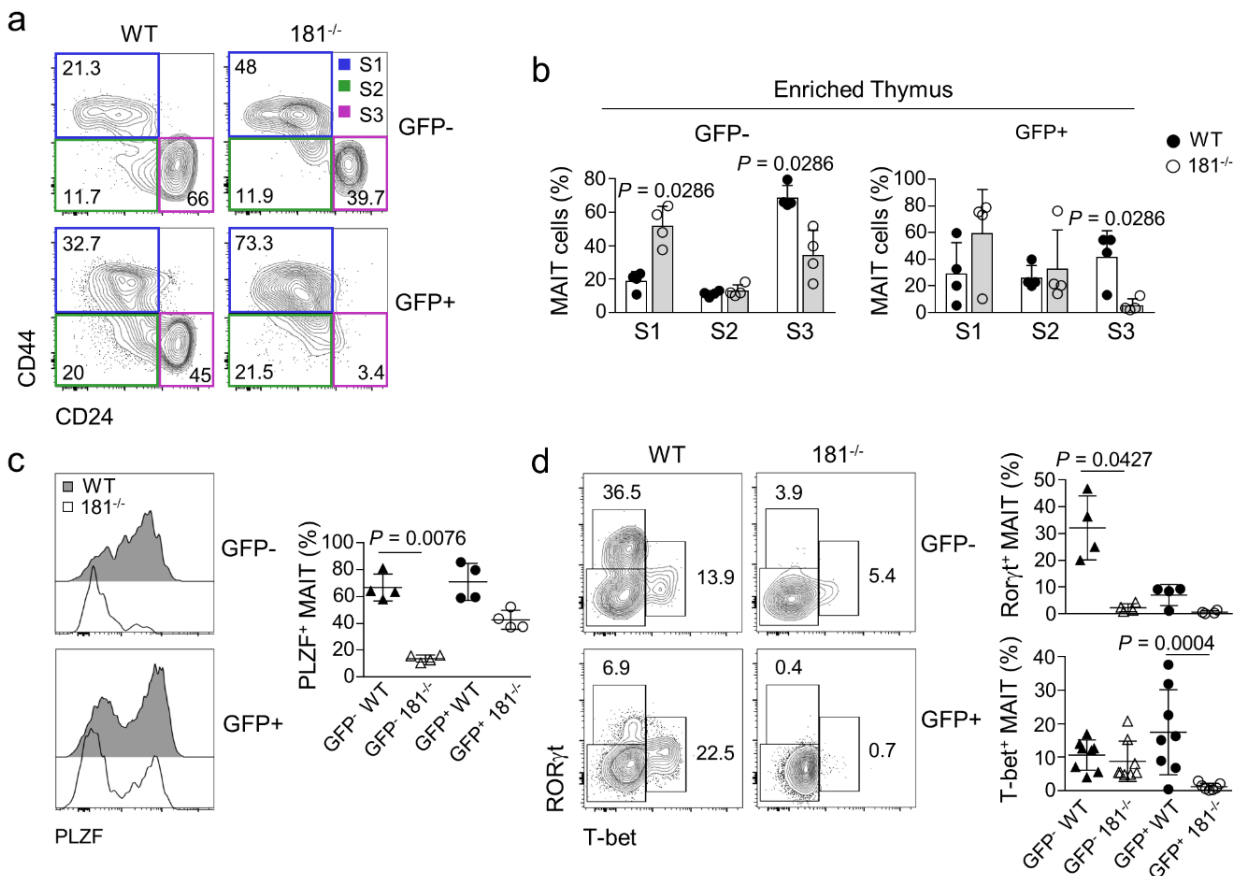 a
WT 181-/-
21.3 48 S1
S2
S3
GFP-
11.7 66 11.9 39.7
32.7 73.3
GFP+
20 45 21.5 3.4
CD44
CD24
b
Enriched Thymus
GFP- GFP+
WT
181-/-
P = 0.0286 P = 0.0286
MAIT cells (%)
80
60
40
20
0
S1 S2 S3
P = 0.0286
MAIT cells (%)
100
80
60
40
20
0
S1 S2 S3
c
WT
181-/-
GFP-
GFP+
PLZF
P = 0.0076
PLZF+ MAIT (%)
100
80
60
40
20
0
GFP- WT
GFP- 181-/-
GFP+ WT
GFP+ 181-/-
d
WT 181-/-
36.5 3.9
GFP-
13.9 5.4
6.9 0.4
GFP+
22.5 0.7
RORγt
T-bet
P = 0.0427
Rorγt+ MAIT (%)
50
40
30
20
10
0
P = 0.0004
T-bet+ MAIT (%)
40
30
20
10
0
GFP- WT
GFP- 181-/-
GFP+ WT
GFP+ 181-/-